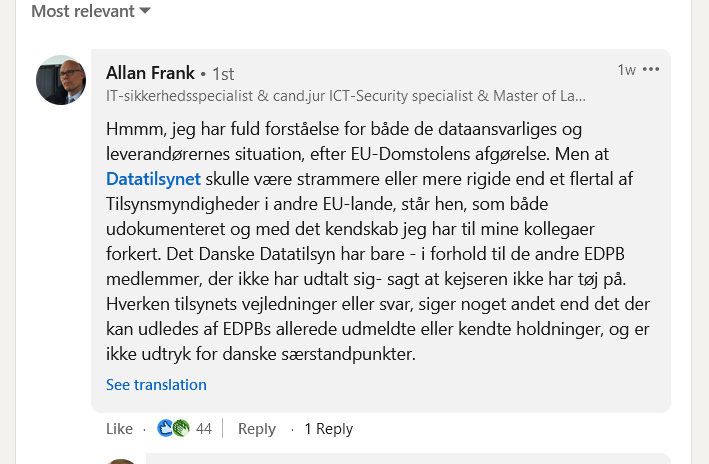 Most relevant
Allan Frank • 1st
1w •••
IT-sikkerhedsspecialist & cand.jur ICT-Security specialist & Master of La...
Hmmm, jeg har fuld forståelse for både de dataansvarliges og
leverandørernes situation, efter EU-Domstolens afgørelse. Men at
Datatilsynet skulle være strammere eller mere rigide end et flertal af
Tilsynsmyndigheder i andre EU-lande, står hen, som både
udokumenteret og med det kendskab jeg har til mine kollegaer
forkert. Det Danske Datatilsyn har bare - i forhold til de andre EDPB
medlemmer, der ikke har udtalt sig- sagt at kejseren ikke har tøj på.
Hverken tilsynets vejledninger eller svar, siger noget andet end det der
kan udledes af EDPBs allerede udmeldte eller kendte holdninger, og er
ikke udtryk for danske særstandpunkter.
See translation
Like · 44 | Reply · 1 Reply